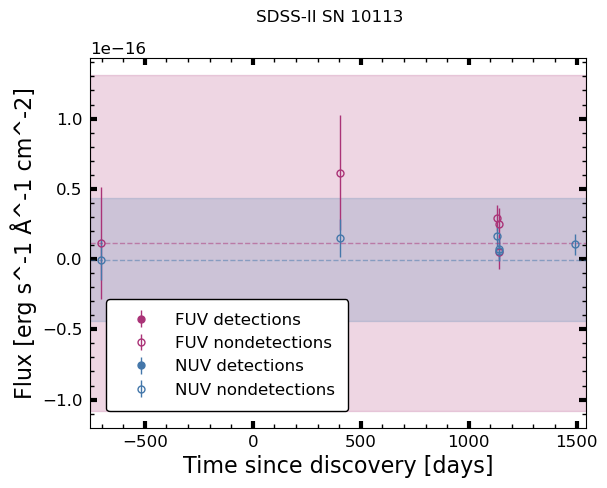 SDSS-II SN 10113
1e−16
1.0
0.5
0.0
−0.5
−1.0
Flux [erg s^-1 Å^-1 cm^-2]
FUV detections
FUV nondetections
NUV detections
NUV nondetections
−500 0 500 1000 1500
Time since discovery [days]